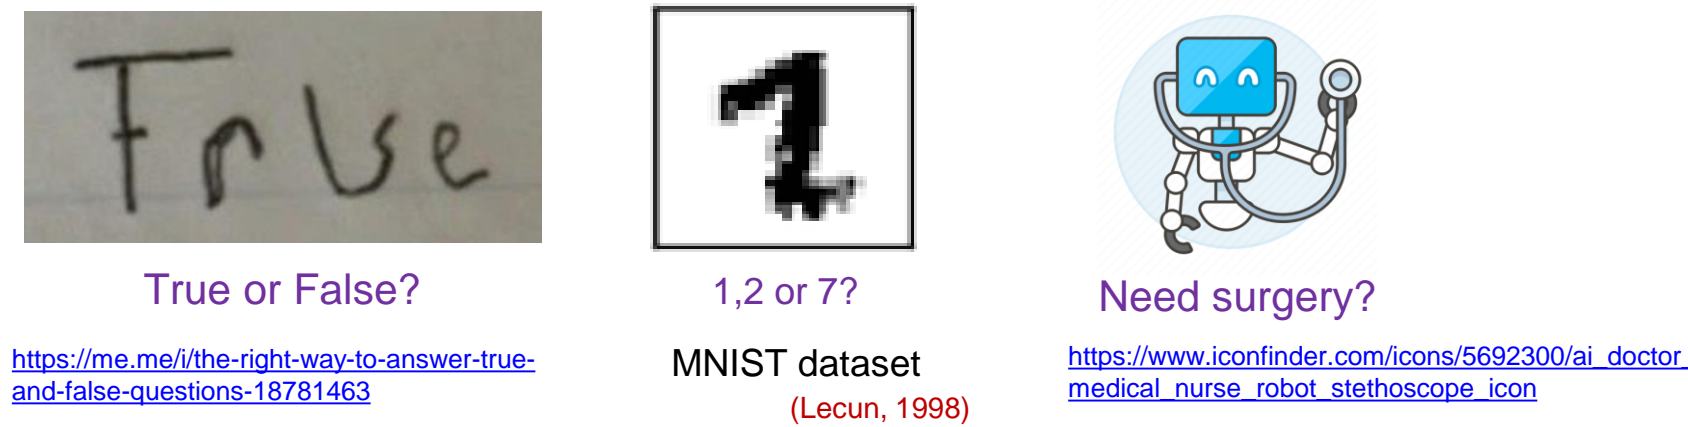 True or False?
https://me.me/i/the-right-way-to-answer-true-
and-false-questions-18781463
1,2 or 7?
MNIST dataset
(Lecun, 1998)
Need surgery?
https://www.iconfinder.com/icons/5692300/ai_doctor_
medical_nurse_robot_stethoscope_icon